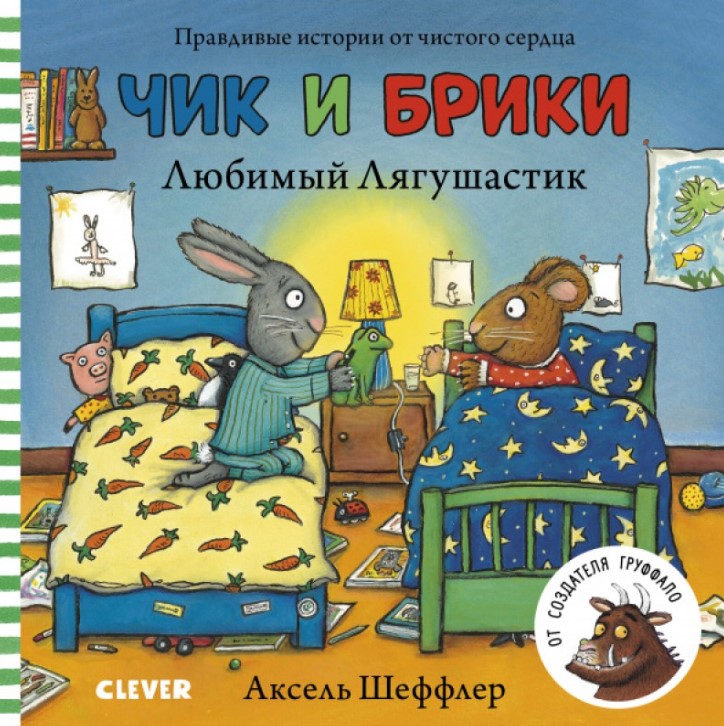 Правдивые истории от чистого сердца
ЧИК И БРИКИ
Любимый Лягушастик
ОТ СОЗДАТЕЛЯ ГРУФФАЛО
CLEVER
Аксель Шеффлер